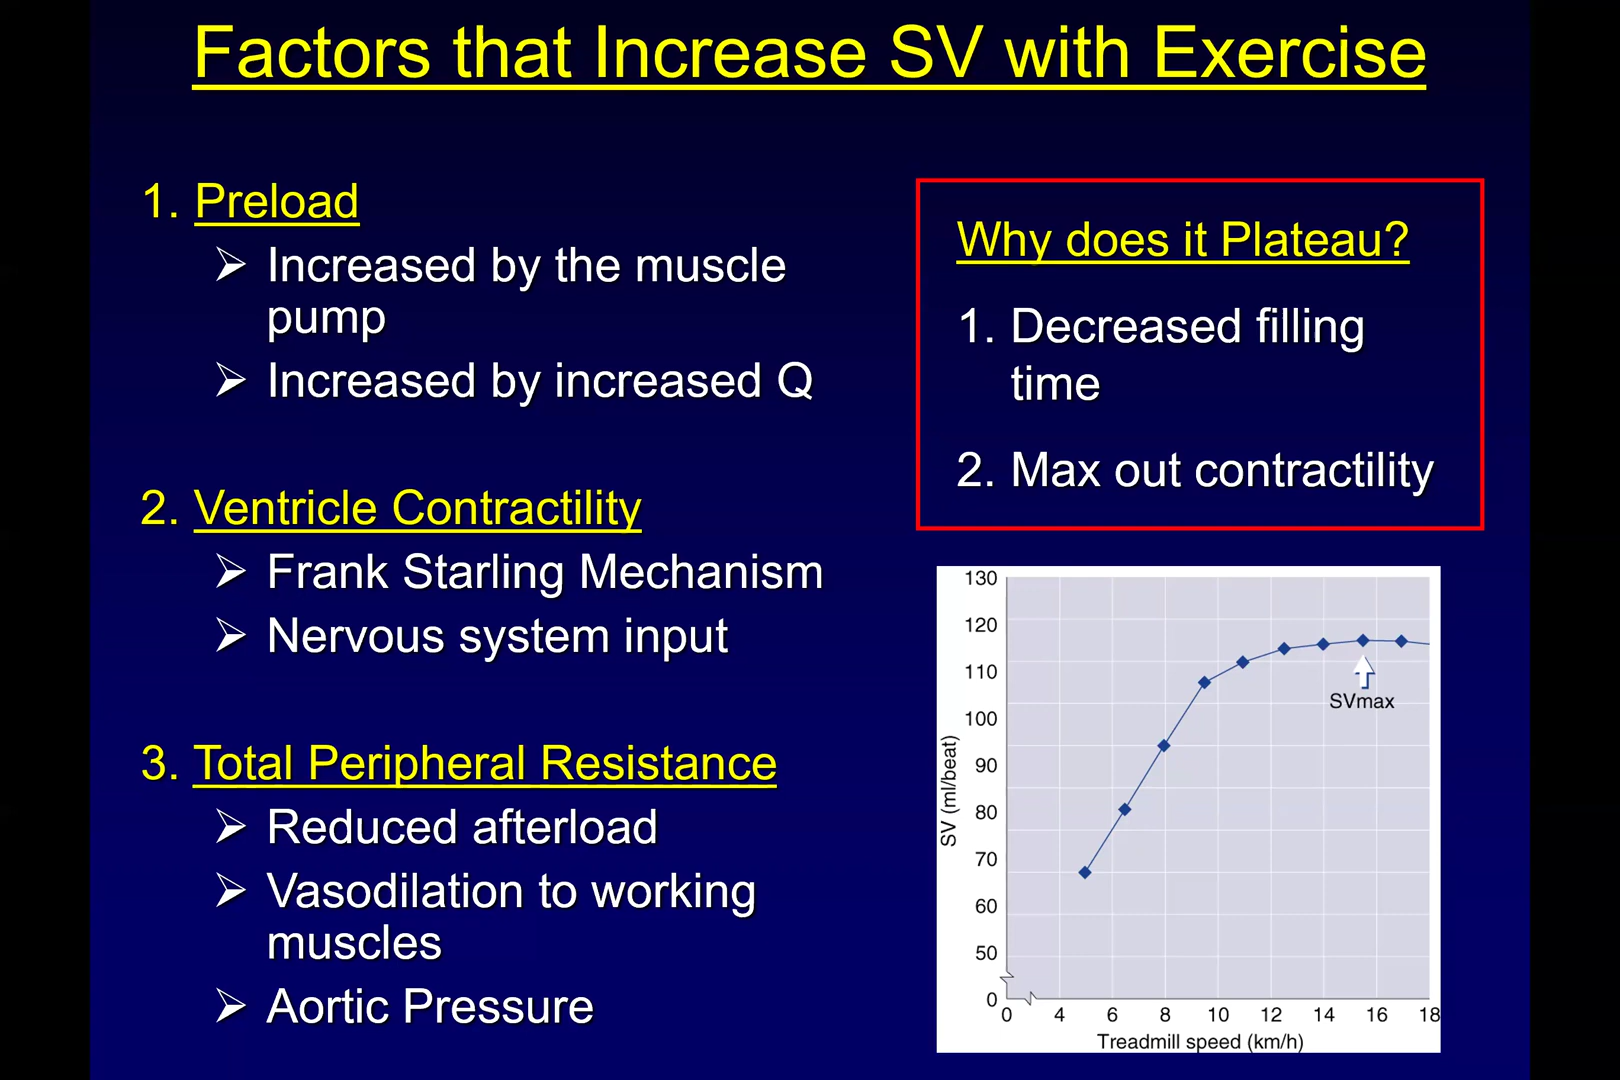 Factors that Increase SV with Exercise
1. Preload
➢ Increased by the muscle
pump
➢ Increased by increased Q
2. Ventricle Contractility
➢ Frank Starling Mechanism
➢ Nervous system input
3. Total Peripheral Resistance
➢ Reduced afterload
➢ Vasodilation to working
muscles
➢ Aortic Pressure
Why does it Plateau?
1. Decreased filling
time
2. Max out contractility
130
120
110
100
90
80
70
60
50
0
SV (ml/beat)
SVmax
0 4 6 8 10 12 14 16 18
Treadmill speed (km/h)